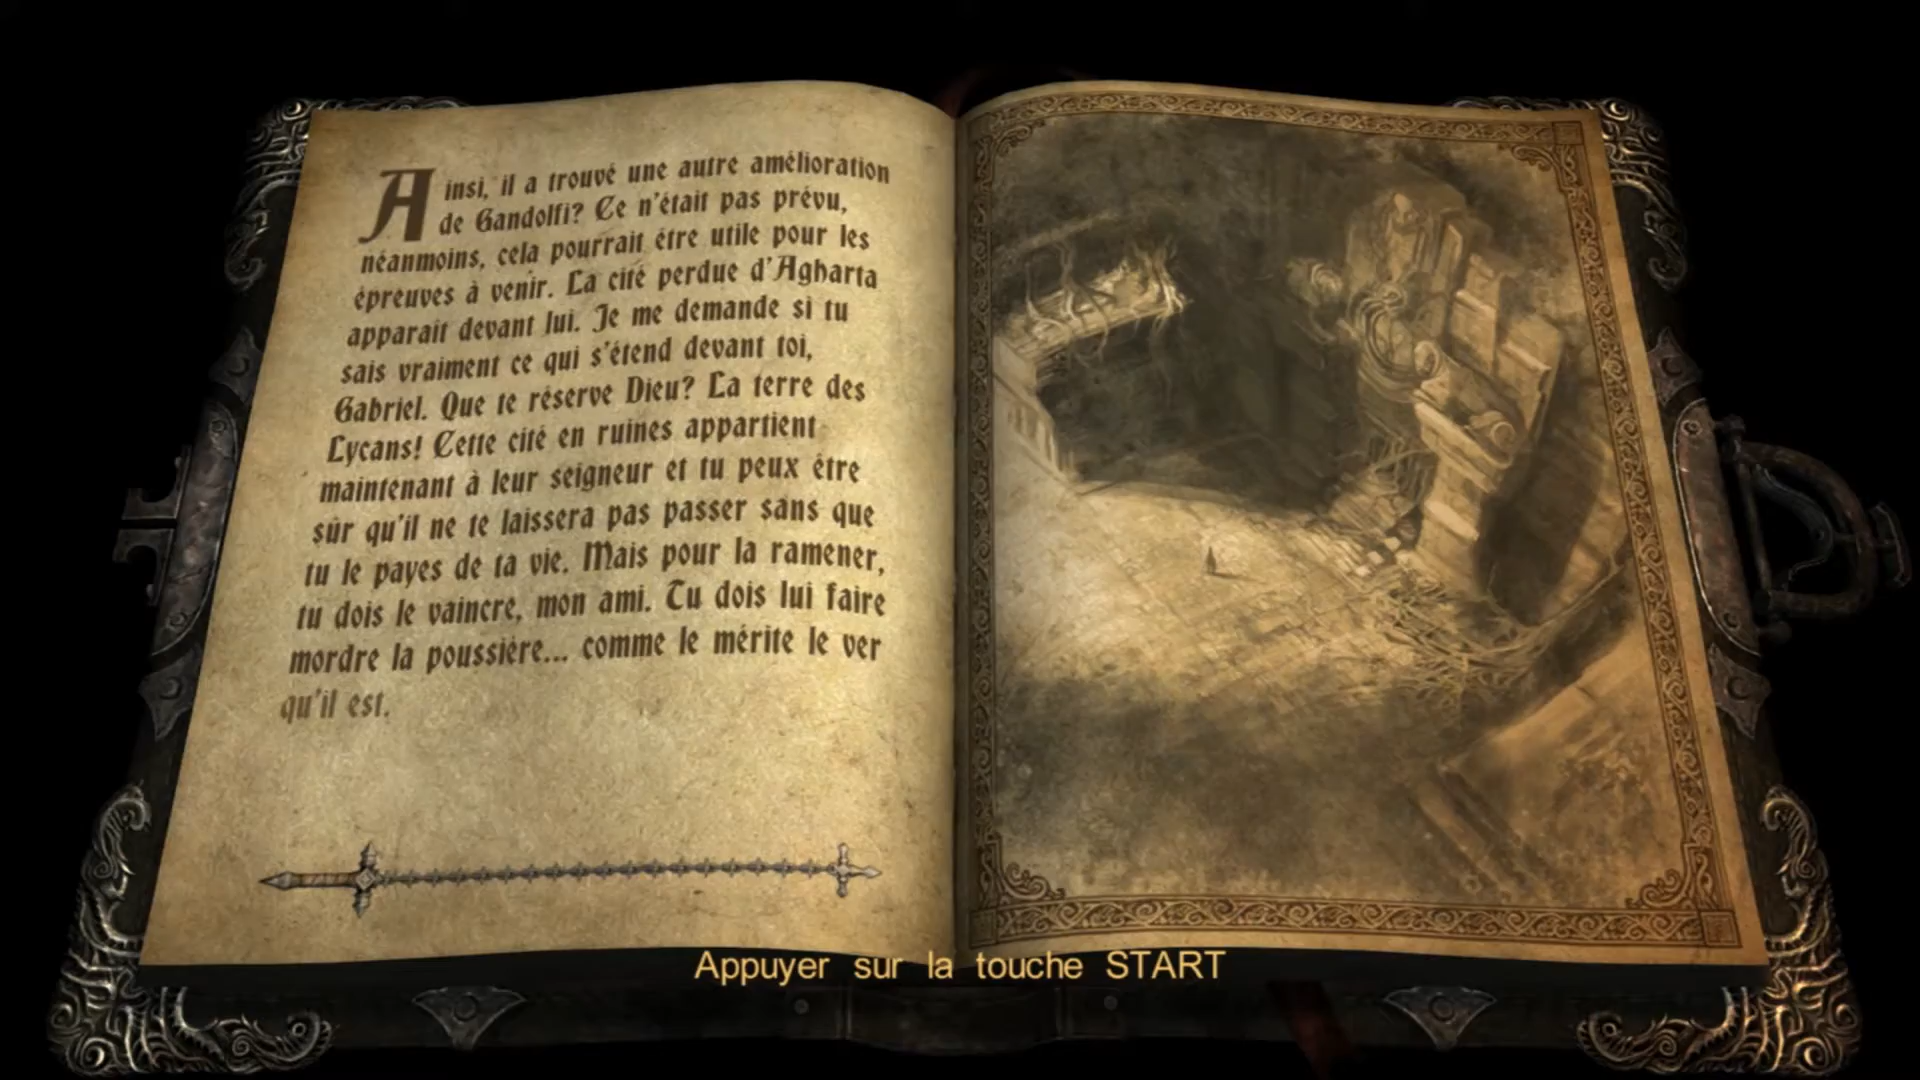 Ainsi, il a trouvé une autre amélioration
de Gandolfi? Ce n'était pas prévu,
néanmoins, cela pourrait être utile pour les
épreuves à venir. La cité perdue d'Agharta
apparaît devant lui. Je me demande si tu
sais vraiment ce qui s'étend devant toi,
Gabriel. Que te réserve Dieu? La terre des
Lycans! Cette cité en ruines appartient
maintenant à leur seigneur et tu peux être
sûr qu'il ne te laissera pas passer sans que
tu le payes de ta vie. Mais pour la ramener,
tu dois le vaincre, mon ami. Tu dois lui faire
mordre la poussière... comme le mérite le ver
qu'il est.
Appuyer sur la touche START